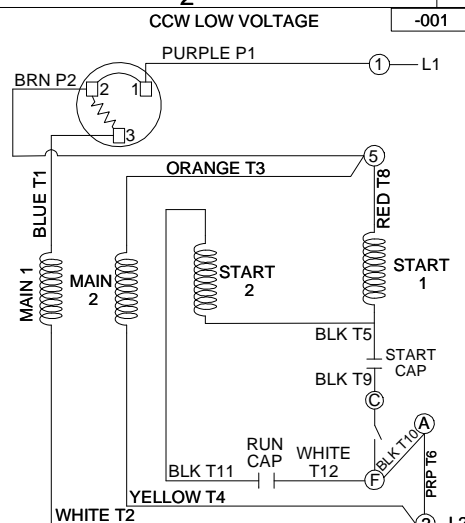 CCW LOW VOLTAGE
-001
PURPLE P1
1
L1
BRN P2
2
1
3
5
ORANGE T3
BLUE T1
RED T8
MAIN 1
MAIN
2
START
2
START
1
BLK T5
START
CAP
BLK T9
C
A
RUN
CAP
WHITE
T12
BLK T11
F
BLK T10
PRP T6
YELLOW T4
WHITE T2